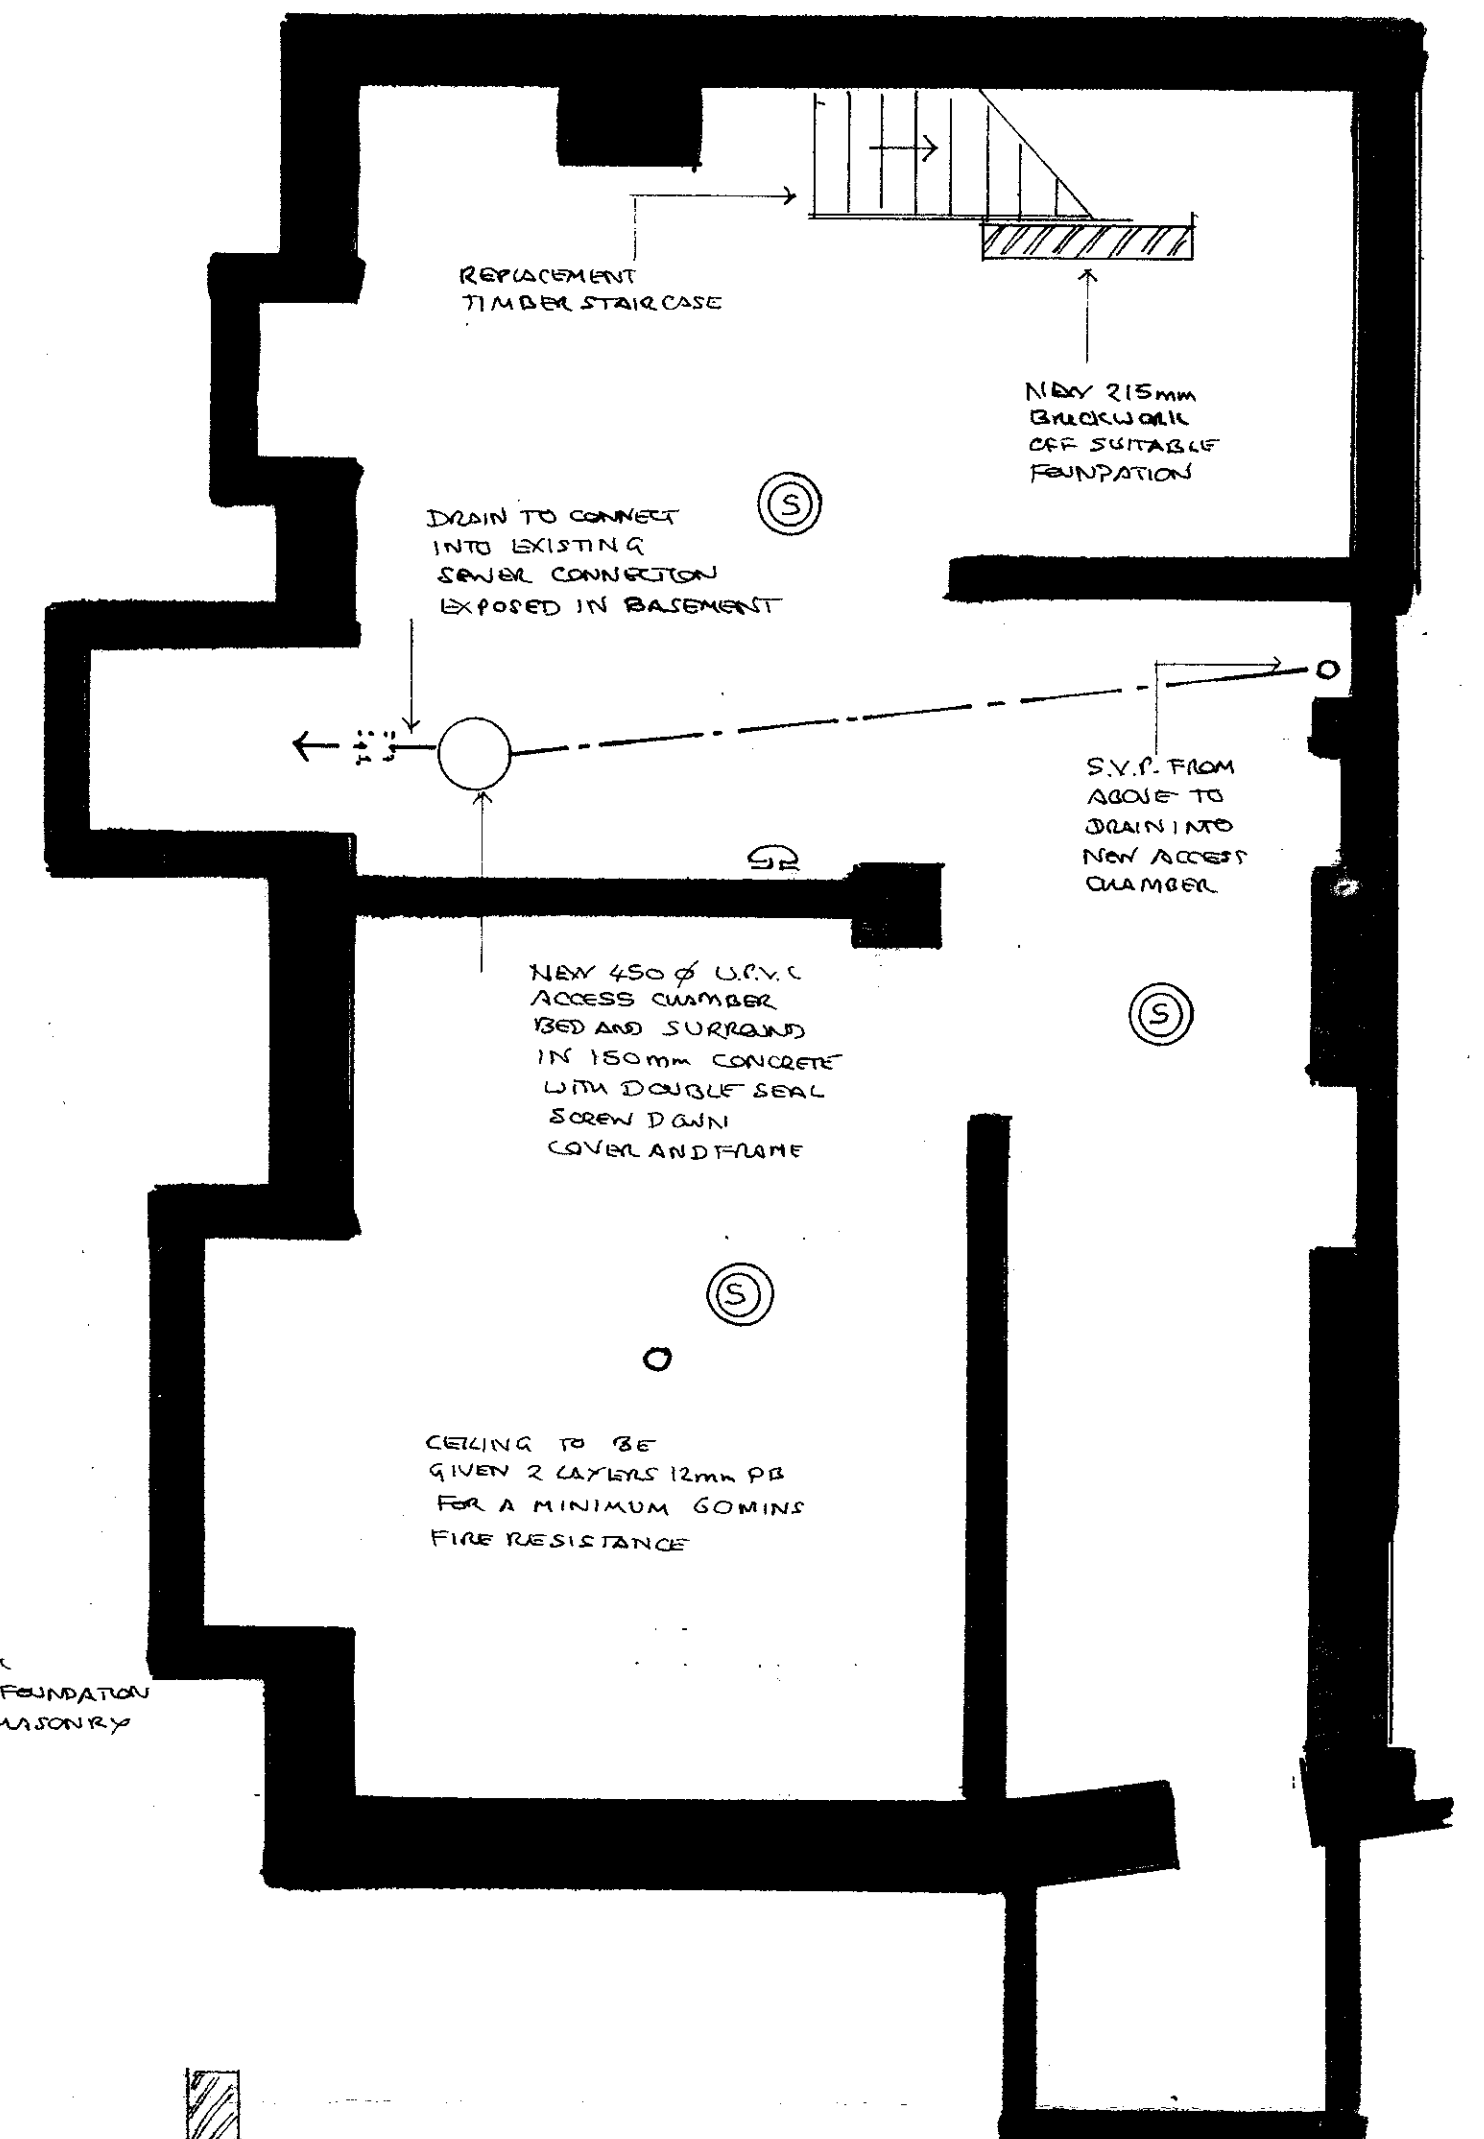 REPLACEMENT
TIMBER STAIRCASE
NEW 215mm
BRICKWORK
OFF SUITABLE
FOUNDATION
S
DRAIN TO CONNECT
INTO EXISTING
SEWER CONNECTION
EXPOSED IN BASEMENT
S.V.P. FROM
ABOVE TO
DRAIN INTO
NEW ACCESS
CHAMBER
NEW 450 ø U.P.V.C
ACCESS CHAMBER
BED AND SURROUND
IN 150mm CONCRETE
WITH DOUBLE SEAL
SCREW DOWN
COVER AND FRAME
S
S
CEILING TO BE
GIVEN 2 LAYERS 12mm PB
FOR A MINIMUM 60MINS
FIRE RESISTANCE
FOUNDATION
MASONRY